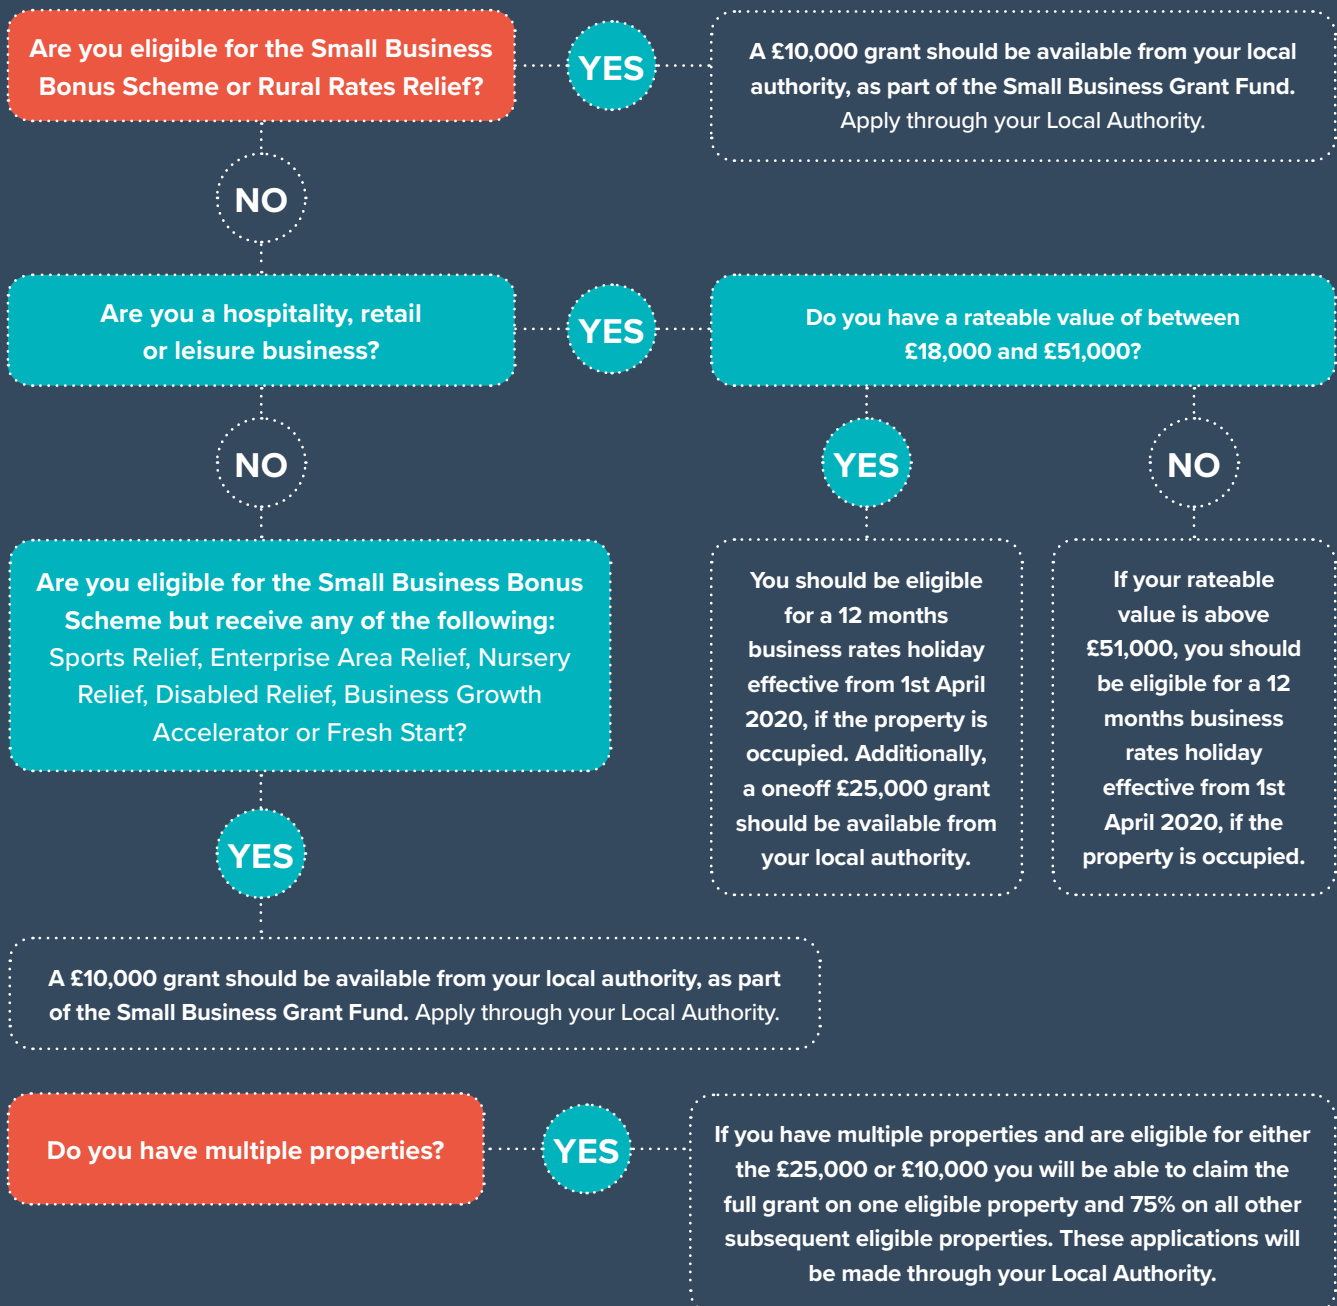 Are you eligible for the Small Business
Bonus Scheme or Rural Rates Relief?
YES
A £10,000 grant should be available from your local
authority, as part of the Small Business Grant Fund.
Apply through your Local Authority.
NO
Are you a hospitality, retail
or leisure business?
YES
Do you have a rateable value of between
£18,000 and £51,000?
NO
YES
NO
Are you eligible for the Small Business Bonus
Scheme but receive any of the following:
Sports Relief, Enterprise Area Relief, Nursery
Relief, Disabled Relief, Business Growth
Accelerator or Fresh Start?
You should be eligible
for a 12 months
business rates holiday
effective from 1st April
2020, if the property is
occupied. Additionally,
a oneoff £25,000 grant
should be available from
your local authority.
If your rateable
value is above
£51,000, you should
be eligible for a 12
months business
rates holiday
effective from 1st
April 2020, if the
property is occupied.
YES
A £10,000 grant should be available from your local authority, as part
of the Small Business Grant Fund. Apply through your Local Authority.
Do you have multiple properties?
YES
If you have multiple properties and are eligible for either
the £25,000 or £10,000 you will be able to claim the
full grant on one eligible property and 75% on all other
subsequent eligible properties. These applications will
be made through your Local Authority.